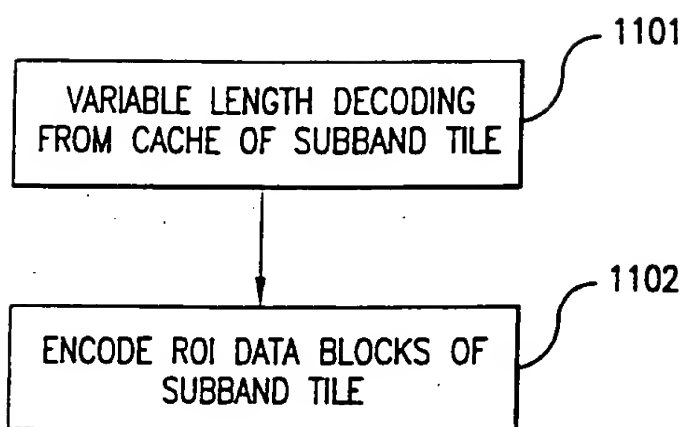 1101
VARIABLE LENGTH DECODING
FROM CACHE OF SUBBAND TILE
1102
ENCODE ROI DATA BLOCKS OF
SUBBAND TILE